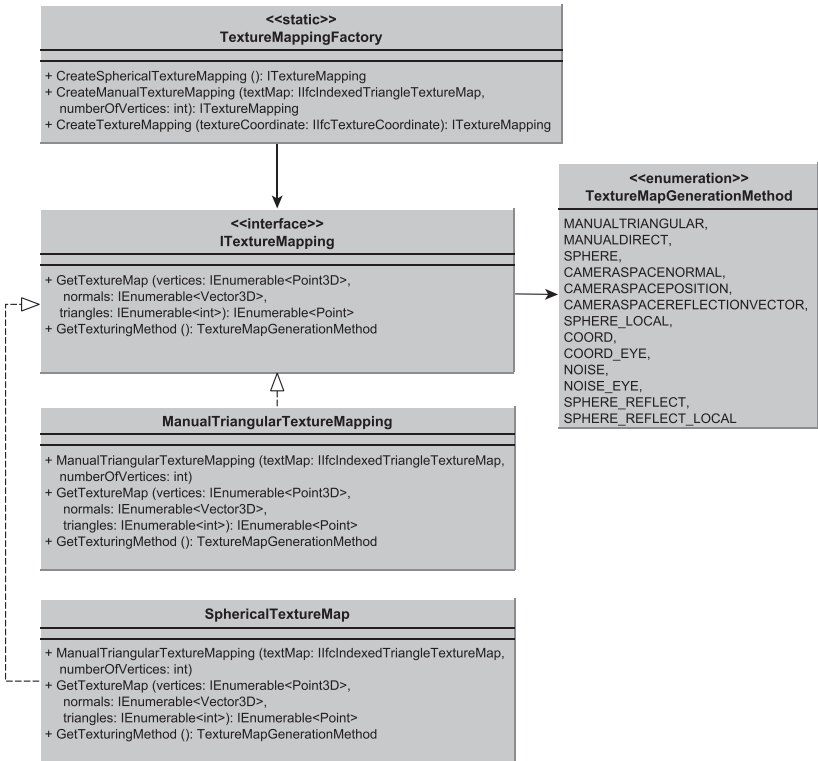 <<static>>
TextureMappingFactory
+ CreateSphericalTextureMapping (): ITextureMapping
+ CreateManualTextureMapping (textMap: IIfcIndexedTriangleTextureMap,
numberOfVertices: int): ITextureMapping
+ CreateTextureMapping (textureCoordinate: IIfcTextureCoordinate): ITextureMapping
<<interface>>
ITextureMapping
+ GetTextureMap (vertices: IEnumerable<Point3D>,
normals: IEnumerable<Vector3D>,
triangles: IEnumerable<int>): IEnumerable<Point>
+ GetTexturingMethod (): TextureMapGenerationMethod
<<enumeration>>
TextureMapGenerationMethod
MANUALTRIANGULAR,
MANUALDIRECT,
SPHERE,
CAMERASPACENORMAL,
CAMERASPACEPOSITION,
CAMERASPACEREFLECTIONVECTOR,
SPHERE_LOCAL,
COORD,
COORD_EYE,
NOISE,
NOISE_EYE,
SPHERE_REFLECT,
SPHERE_REFLECT_LOCAL
ManualTriangularTextureMapping
+ ManualTriangularTextureMapping (textMap: IIfcIndexedTriangleTextureMap,
numberOfVertices: int)
+ GetTextureMap (vertices: IEnumerable<Point3D>,
normals: IEnumerable<Vector3D>,
triangles: IEnumerable<int>): IEnumerable<Point>
+ GetTexturingMethod (): TextureMapGenerationMethod
SphericalTextureMap
+ ManualTriangularTextureMapping (textMap: IIfcIndexedTriangleTextureMap,
numberOfVertices: int)
+ GetTextureMap (vertices: IEnumerable<Point3D>,
normals: IEnumerable<Vector3D>,
triangles: IEnumerable<int>): IEnumerable<Point>
+ GetTexturingMethod (): TextureMapGenerationMethod